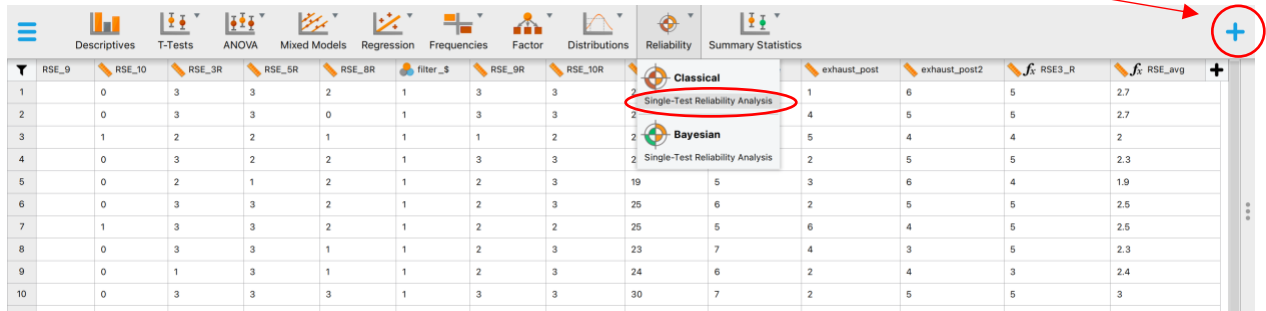 Descriptives T-Tests ANOVA Mixed Models Regression Frequencies Factor Distributions Reliability Summary Statistics
RSE_9 RSE_10 RSE_3R RSE_5R RSE_8R filter_$ RSE_9R RSE_10R exhaust_post exhaust_post2 fx RSE3_R fx RSE_avg
Classical
Single-Test Reliability Analysis
Bayesian
Single-Test Reliability Analysis
1 0 3 3 2 1 3 3 2 1 6 5 2.7
2 0 3 3 0 1 3 3 2 4 5 5 2.7
3 1 2 2 1 1 1 2 2 5 4 4 2
4 0 3 2 2 1 3 3 2 2 5 5 2.3
5 0 2 1 2 1 2 3 19 5 3 6 4 1.9
6 0 3 3 2 1 2 3 25 6 2 5 5 2.5
7 1 3 3 2 1 2 2 25 5 6 4 5 2.5
8 0 3 3 1 1 2 3 23 7 4 3 5 2.3
9 0 1 3 1 1 2 3 24 6 2 4 3 2.4
10 0 3 3 3 1 3 3 30 7 2 5 5 3